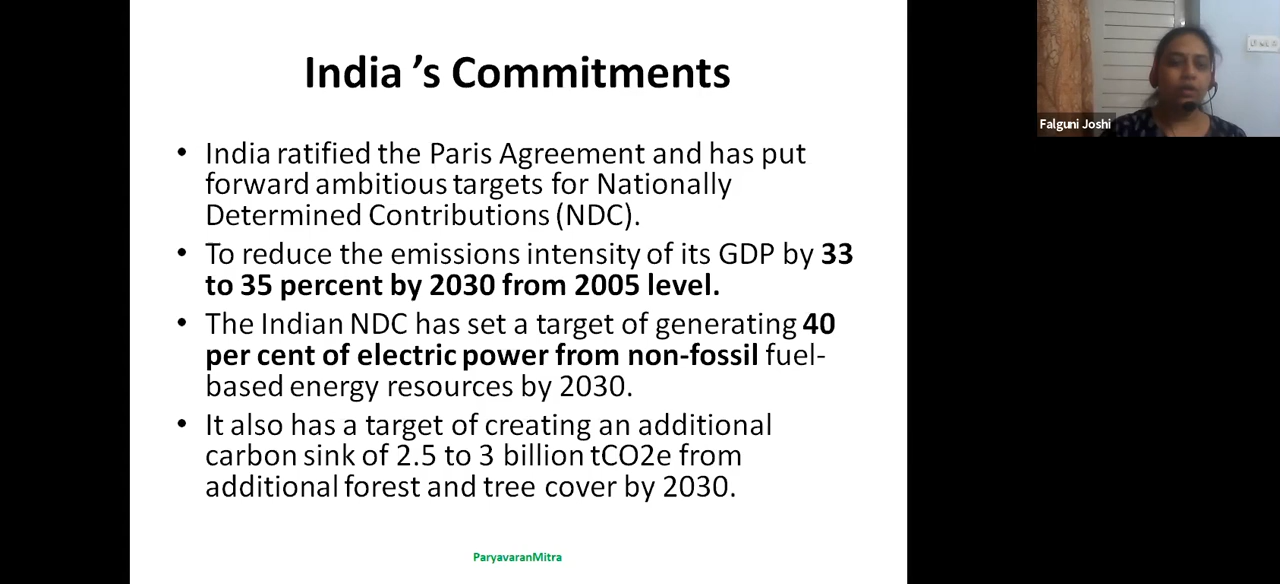 India 's Commitments
• India ratified the Paris Agreement and has put
forward ambitious targets for Nationally
Determined Contributions (NDC).
• To reduce the emissions intensity of its GDP by 33
to 35 percent by 2030 from 2005 level.
• The Indian NDC has set a target of generating 40
per cent of electric power from non-fossil fuel-
based energy resources by 2030.
• It also has a target of creating an additional
carbon sink of 2.5 to 3 billion tCO2e from
additional forest and tree cover by 2030.
ParyavaranMitra
Falguni Joshi